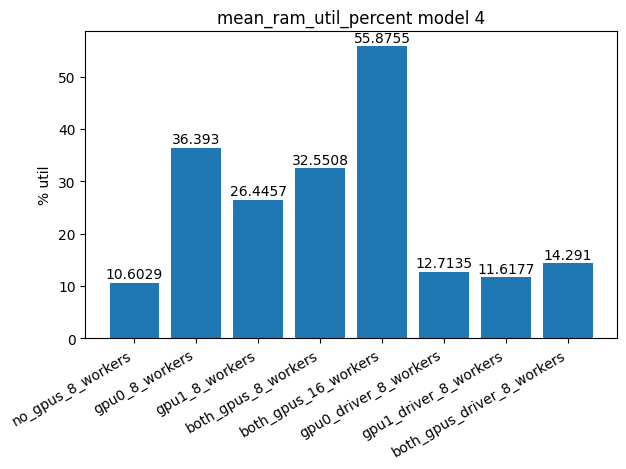 mean_ram_util_percent model 4
% util
50
40
30
20
10
0
10.6029
36.393
26.4457
32.5508
55.8755
12.7135
11.6177
14.291
no_gpus_8_workers
gpu0_8_workers
gpu1_8_workers
both_gpus_8_workers
both_gpus_16_workers
gpu0_driver_8_workers
gpu1_driver_8_workers
both_gpus_driver_8_workers